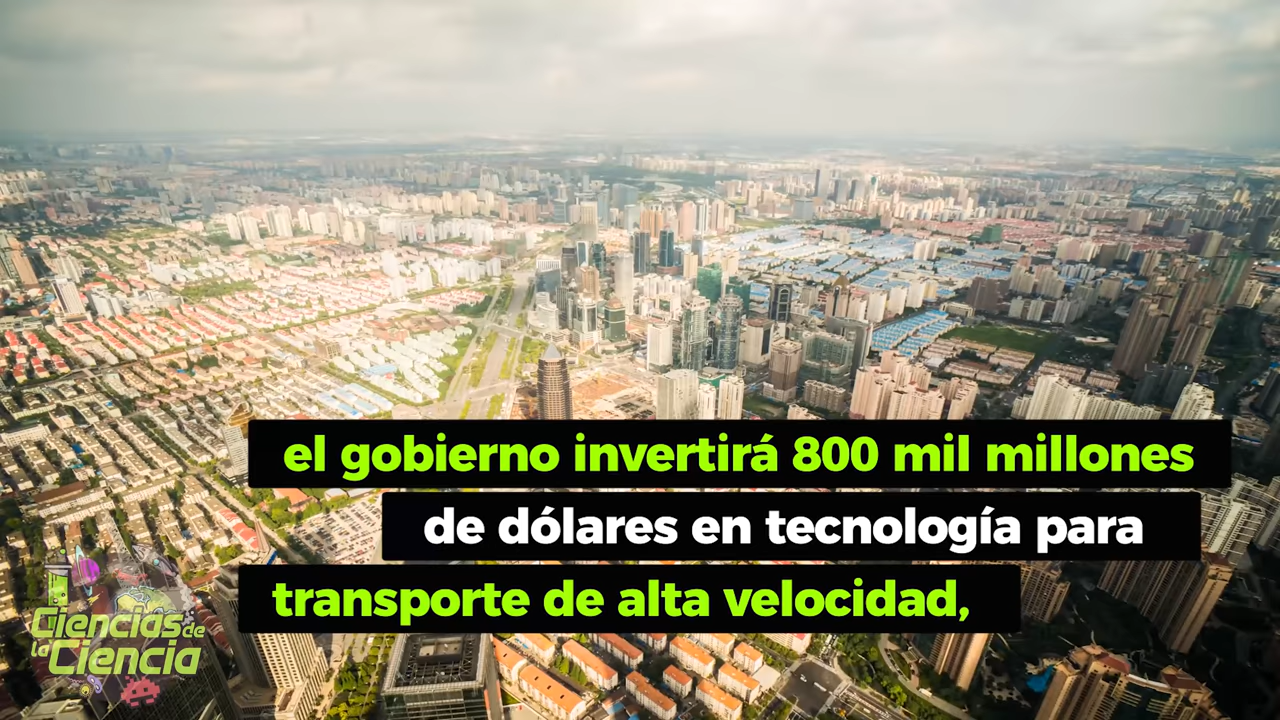 el gobierno invertirá 800 mil millones
de dólares en tecnología para
transporte de alta velocidad,
Ciencias de
la Ciencia